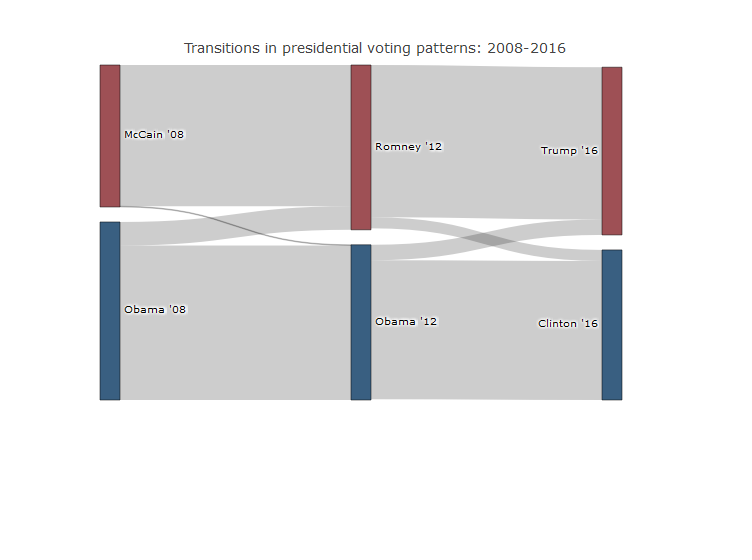 Transitions in presidential voting patterns: 2008-2016
McCain '08
Romney '12
Trump '16
Obama '08
Obama '12
Clinton '16